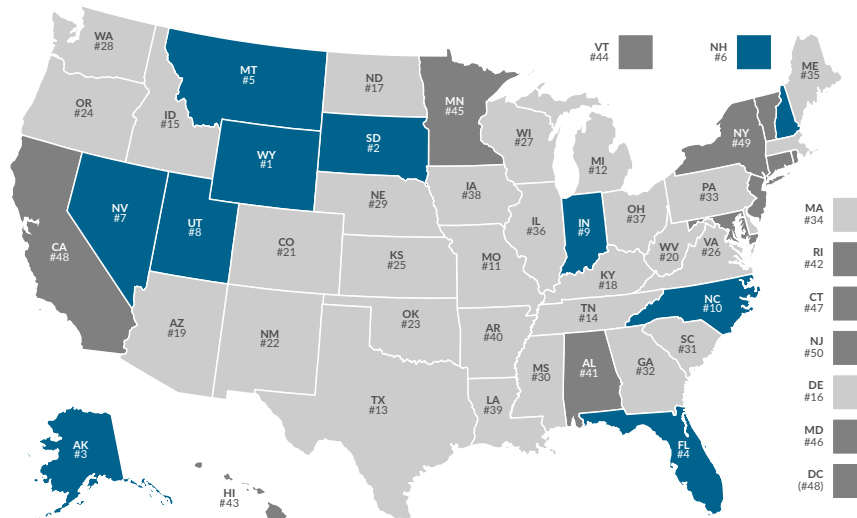 WA
#28
VT
#44
NH
#6
ME
#35
MT
#5
ND
#17
MN
#45
OR
#24
ID
#15
WI
#27
NY
#49
SD
#2
WY
#1
MI
#12
IA
#38
PA
#33
NE
#29
NV
#7
UT
#8
IL
#36
IN
#9
OH
#37
MA
#34
CA
#48
CO
#21
KS
#25
MO
#11
WV
#20
VA
#26
RI
#42
KY
#18
CT
#47
NC
#10
TN
#14
AZ
#19
NM
#22
OK
#23
AR
#40
SC
#31
NJ
#50
MS
#30
AL
#41
GA
#32
DE
#16
TX
#13
LA
#39
MD
#46
AK
#3
FL
#4
DC
(#48)
HI
#43